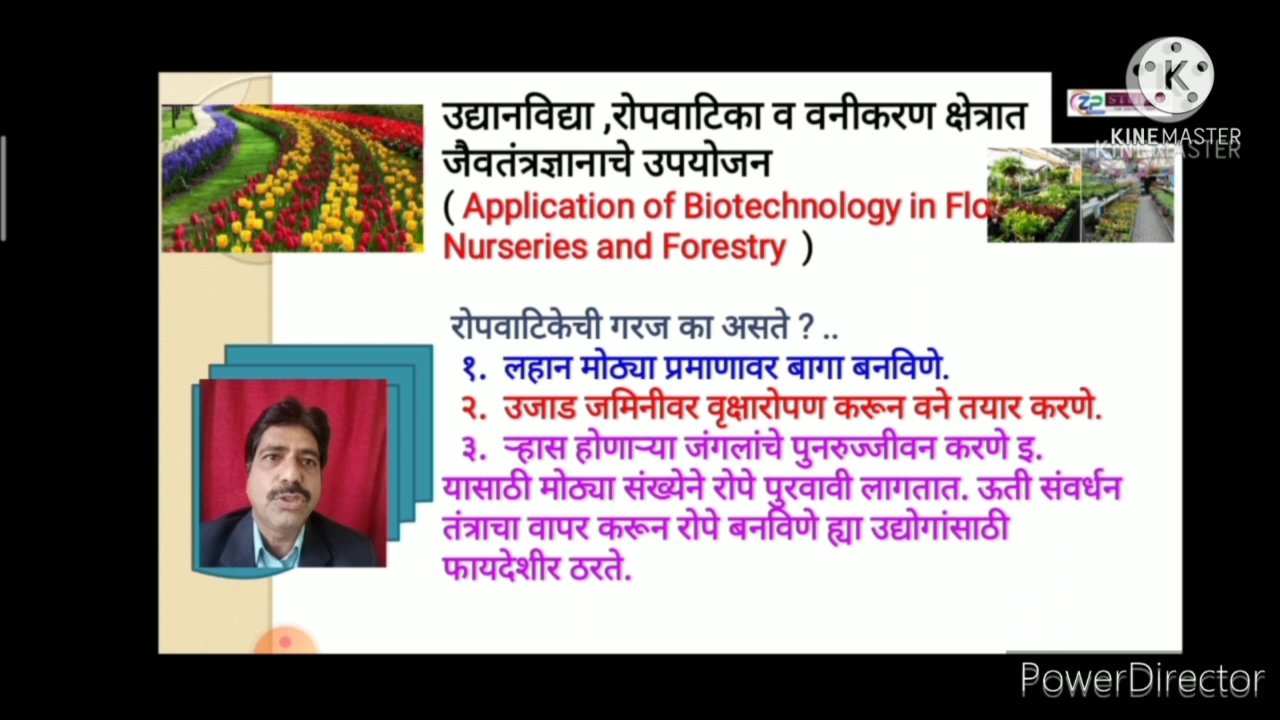 उद्यानविद्या ,रोपवाटिका व वनीकरण क्षेत्रात
जैवतंत्रज्ञानाचे उपयोजन
( Application of Biotechnology in Flo
Nurseries and Forestry )
रोपवाटिकेची गरज का असते ? ..
१. लहान मोठ्या प्रमाणावर बागा बनविणे.
२. उजाड जमिनीवर वृक्षारोपण करून वने तयार करणे.
३. ऱ्हास होणाऱ्या जंगलांचे पुनरुज्जीवन करणे इ.
यासाठी मोठ्या संख्येने रोपे पुरवावी लागतात. ऊती संवर्धन
तंत्राचा वापर करून रोपे बनविणे ह्या उद्योगांसाठी
फायदेशीर ठरते.
K
KINEMASTER
KINEMASTER
PowerDirector